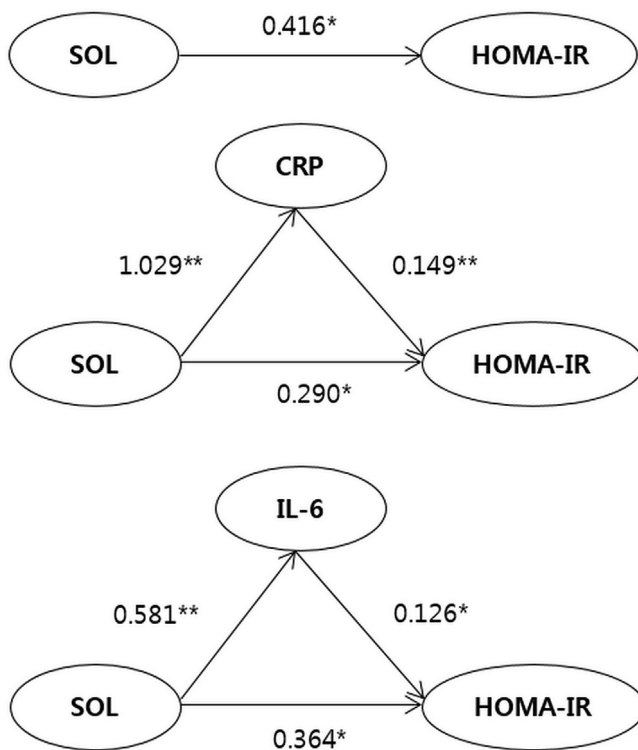 0.416*
SOL HOMA-IR
CRP
1.029** 0.149**
SOL HOMA-IR
0.290*
IL-6
0.581** 0.126*
SOL HOMA-IR
0.364*